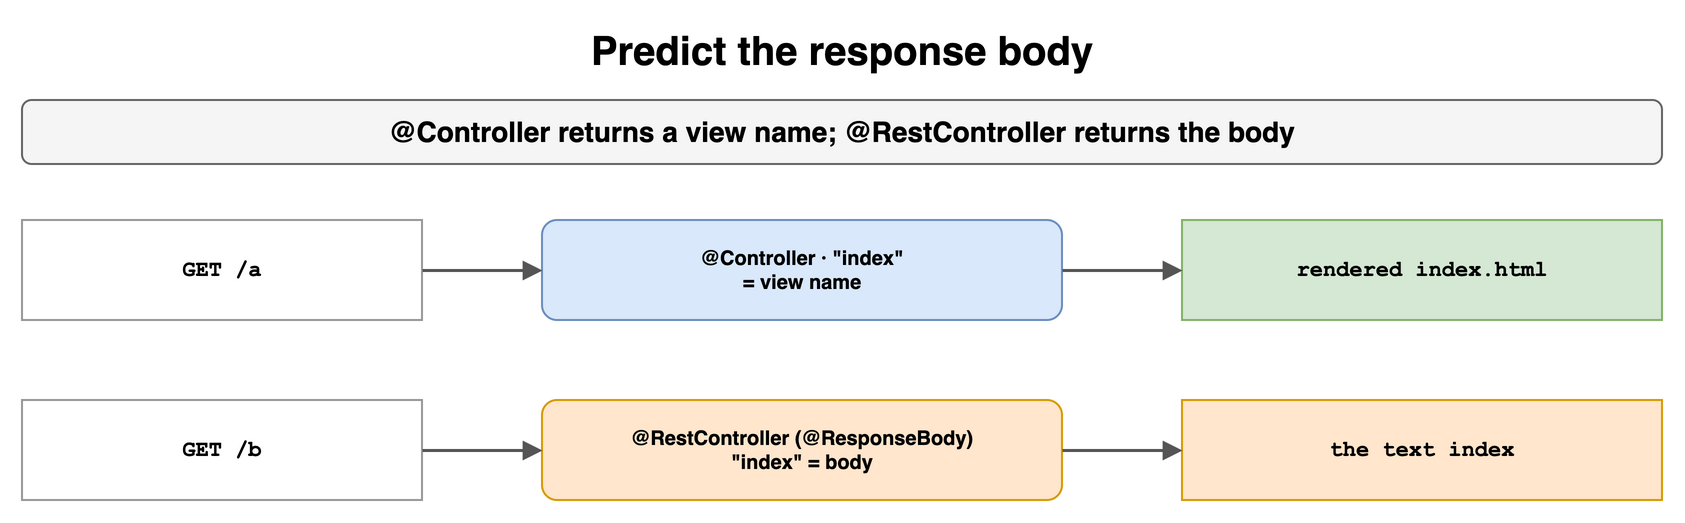 Predict the response body
@Controller returns a view name; @RestController returns the body
GET /a
@Controller · "index"
= view name
rendered index.html
GET /b
@RestController (@ResponseBody)
"index" = body
the text index